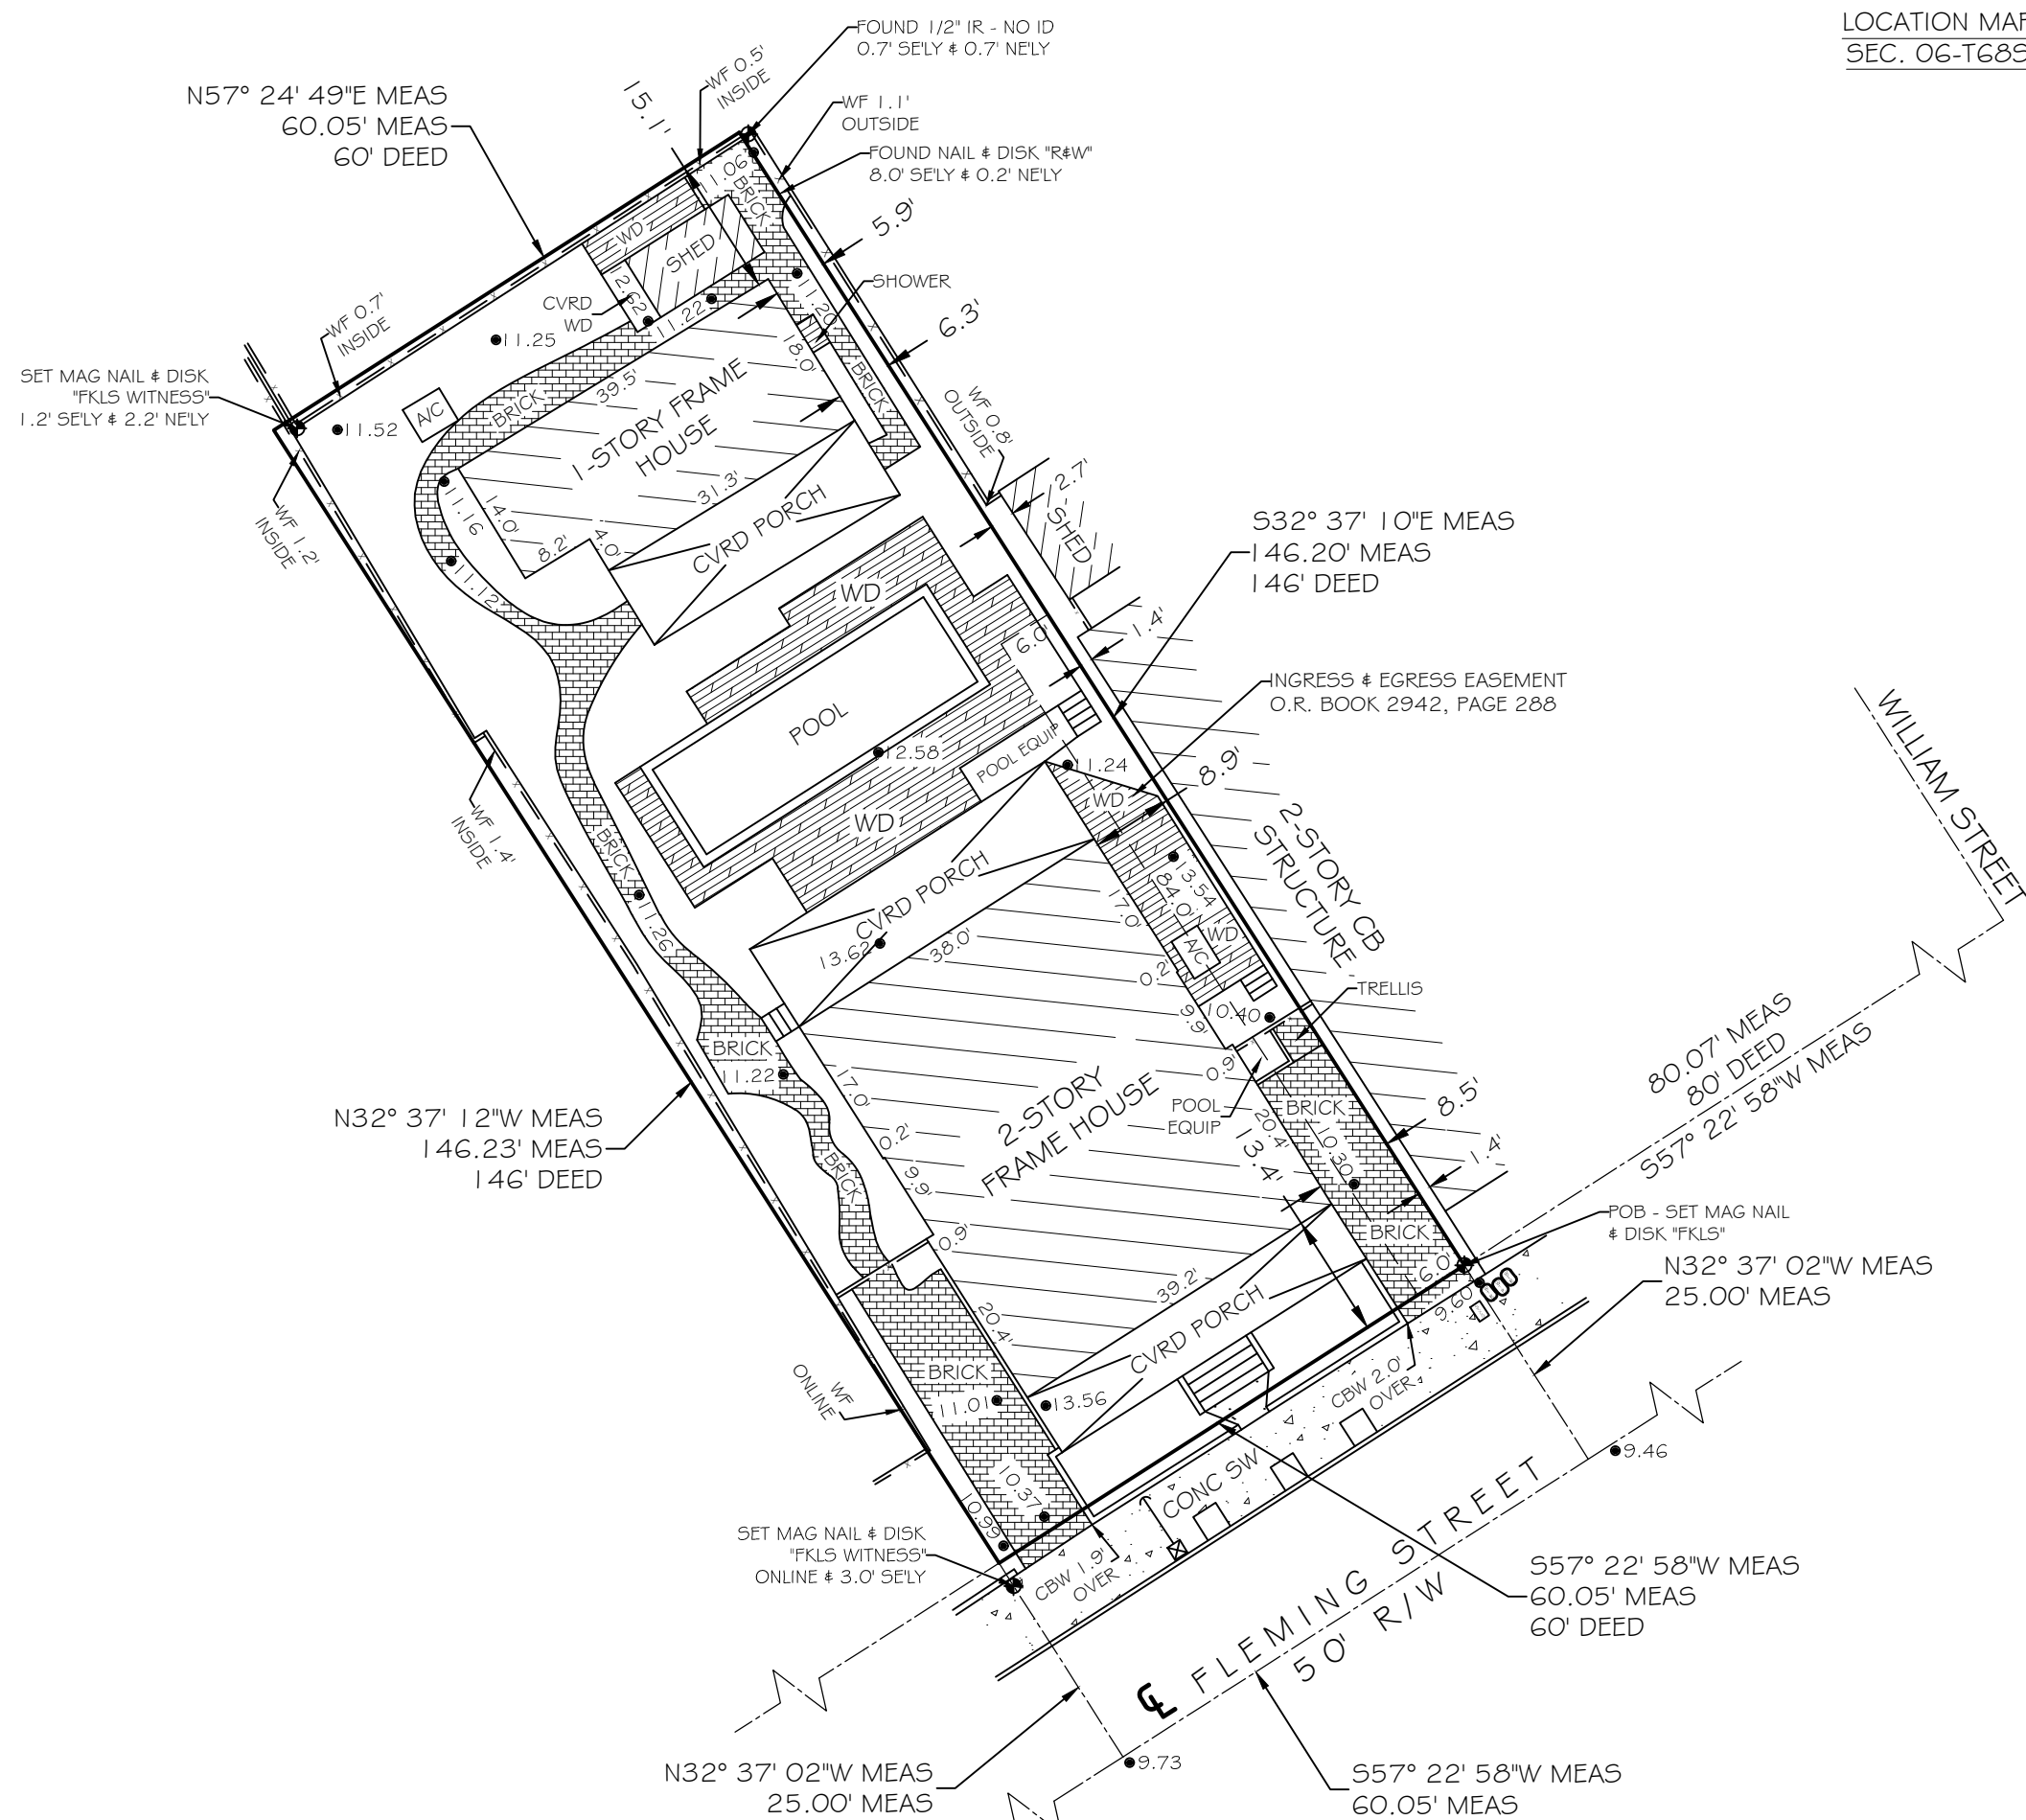 LOCATION MAP
SEC. 06-T68S
FOUND 1/2" IR - NO ID
0.7' SE'LY & 0.7' NE'LY
WF 0.5'
INSIDE
15.1'
N57° 24' 49"E MEAS
60.05' MEAS
60' DEED
WF 1.1'
OUTSIDE
FOUND NAIL & DISK "R&W"
8.0' SE'LY & 0.2' NE'LY
11.06
BRICK
5.9'
WD
SHED
SHOWER
6.3'
2.62
CVRD
WD
11.22
11.20
WF 0.7'
INSIDE
11.25
18.0'
BRICK
SET MAG NAIL & DISK
"FKLS WITNESS"
1.2' SE'LY & 2.2' NE'LY
11.52
A/C
BRICK
39.5'
1-STORY FRAME
HOUSE
WF 0.8'
OUTSIDE
2.7'
SHED
11.16
14.0'
31.3'
CVRD PORCH
8.2'
4.0'
WF 1.2'
INSIDE
11.12
S32° 37' 10"E MEAS
146.20' MEAS
146' DEED
WD
6.0'
1.4'
INGRESS & EGRESS EASEMENT
O.R. BOOK 2942, PAGE 288
WILLIAM STREET
POOL
12.58
POOL EQUIP
11.24
8.9'
WD
WF 1.4'
INSIDE
WD
BRICK
CVRD PORCH
13.54
84.0'
17.0'
2-STORY CB
STRUCTURE
11.26
13.62
38.0'
WD
A/C
0.2'
TRELLIS
10.40
9.9'
80.07' MEAS
80' DEED
S57° 22' 58"W MEAS
BRICK
11.22
17.0'
0.9'
2-STORY
FRAME HOUSE
POOL
EQUIP
BRICK
20.4'
8.5'
N32° 37' 12"W MEAS
146.23' MEAS
146' DEED
0.2'
13.4'
10.30
1.4'
BRICK
9.9'
BRICK
POB - SET MAG NAIL
& DISK "FKLS"
0.9'
6.0'
N32° 37' 02"W MEAS
25.00' MEAS
39.2'
9.60
20.4'
CVRD PORCH
BRICK
WF
ONLINE
11.01
13.56
CBW 2.0'
OVER
9.46
10.37
CONC SW
10.99
SET MAG NAIL & DISK
"FKLS WITNESS"
ONLINE & 3.0' SE'LY
CBW 1.9'
OVER
FLEMING STREET
50' R/W
S57° 22' 58"W MEAS
60.05' MEAS
60' DEED
9.73
N32° 37' 02"W MEAS
25.00' MEAS
S57° 22' 58"W MEAS
60.05' MEAS